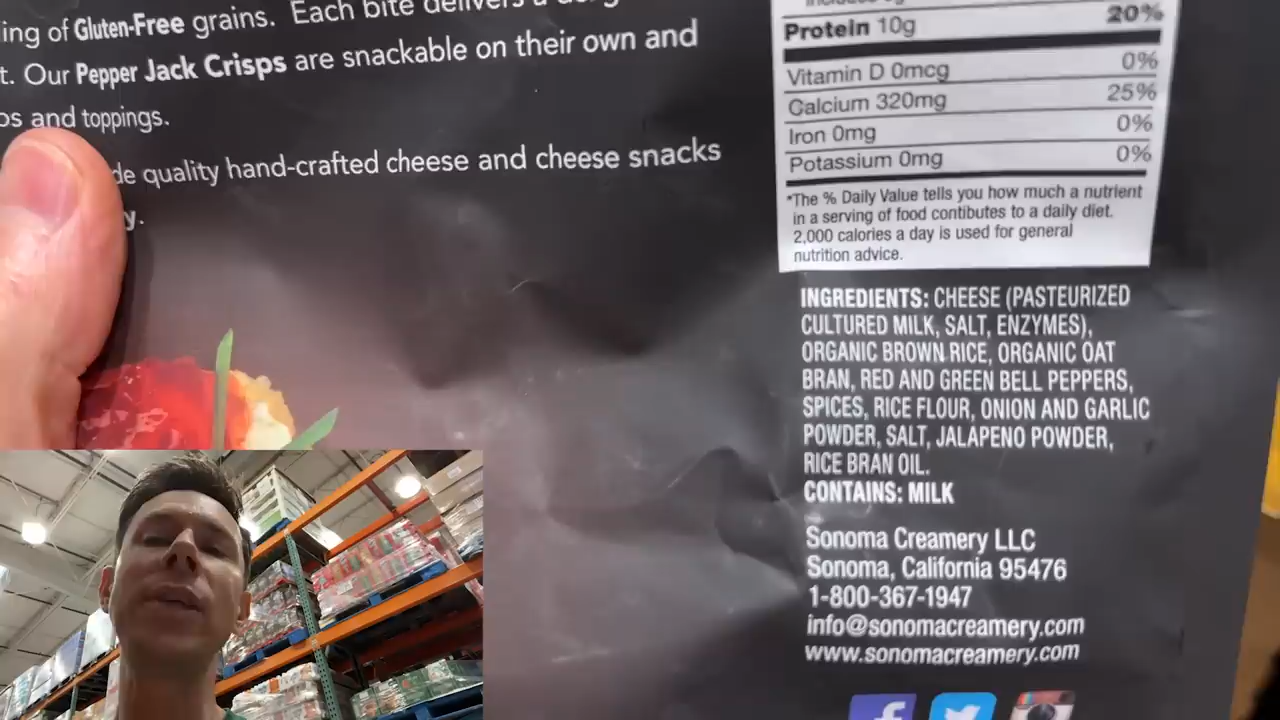 ing of Gluten-Free grains. Each bite delivers a
t. Our Pepper Jack Crisps are snackable on their own and
ps and toppings.
de quality hand-crafted cheese and cheese snacks
y.
20%
Protein 10g
Vitamin D 0mcg 0%
Calcium 320mg 25%
Iron 0mg 0%
Potassium 0mg 0%
*The % Daily Value tells you how much a nutrient
in a serving of food contibutes to a daily diet.
2,000 calories a day is used for general
nutrition advice.
INGREDIENTS: CHEESE (PASTEURIZED
CULTURED MILK, SALT, ENZYMES),
ORGANIC BROWN RICE, ORGANIC OAT
BRAN, RED AND GREEN BELL PEPPERS,
SPICES, RICE FLOUR, ONION AND GARLIC
POWDER, SALT, JALAPENO POWDER,
RICE BRAN OIL.
CONTAINS: MILK
Sonoma Creamery LLC
Sonoma, California 95476
1-800-367-1947
info@sonomacreamery.com
www.sonomacreamery.com